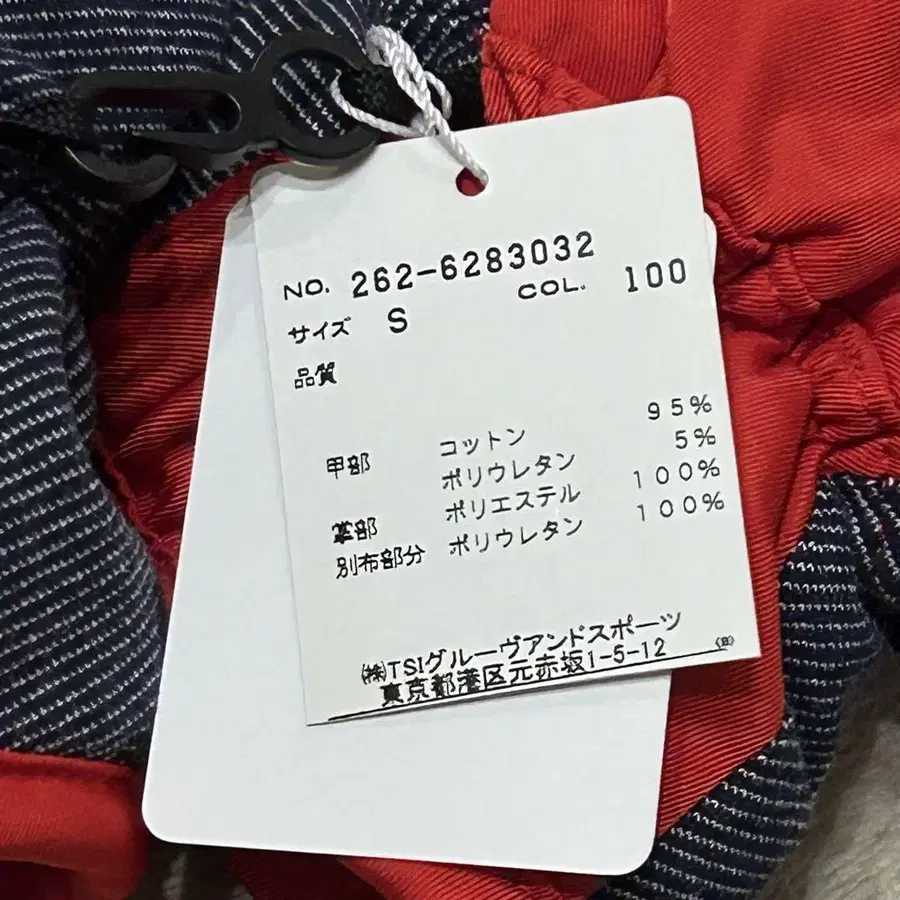 NO. 262-6283032
サイズ S COL. 100
品質
95%
甲部 コットン 5%
ポリウレタン 100%
掌部 ポリエステル 100%
別布部分 ポリウレタン
㈱TSIグルーヴアンドスポーツ
東京都港区元赤坂1-5-12